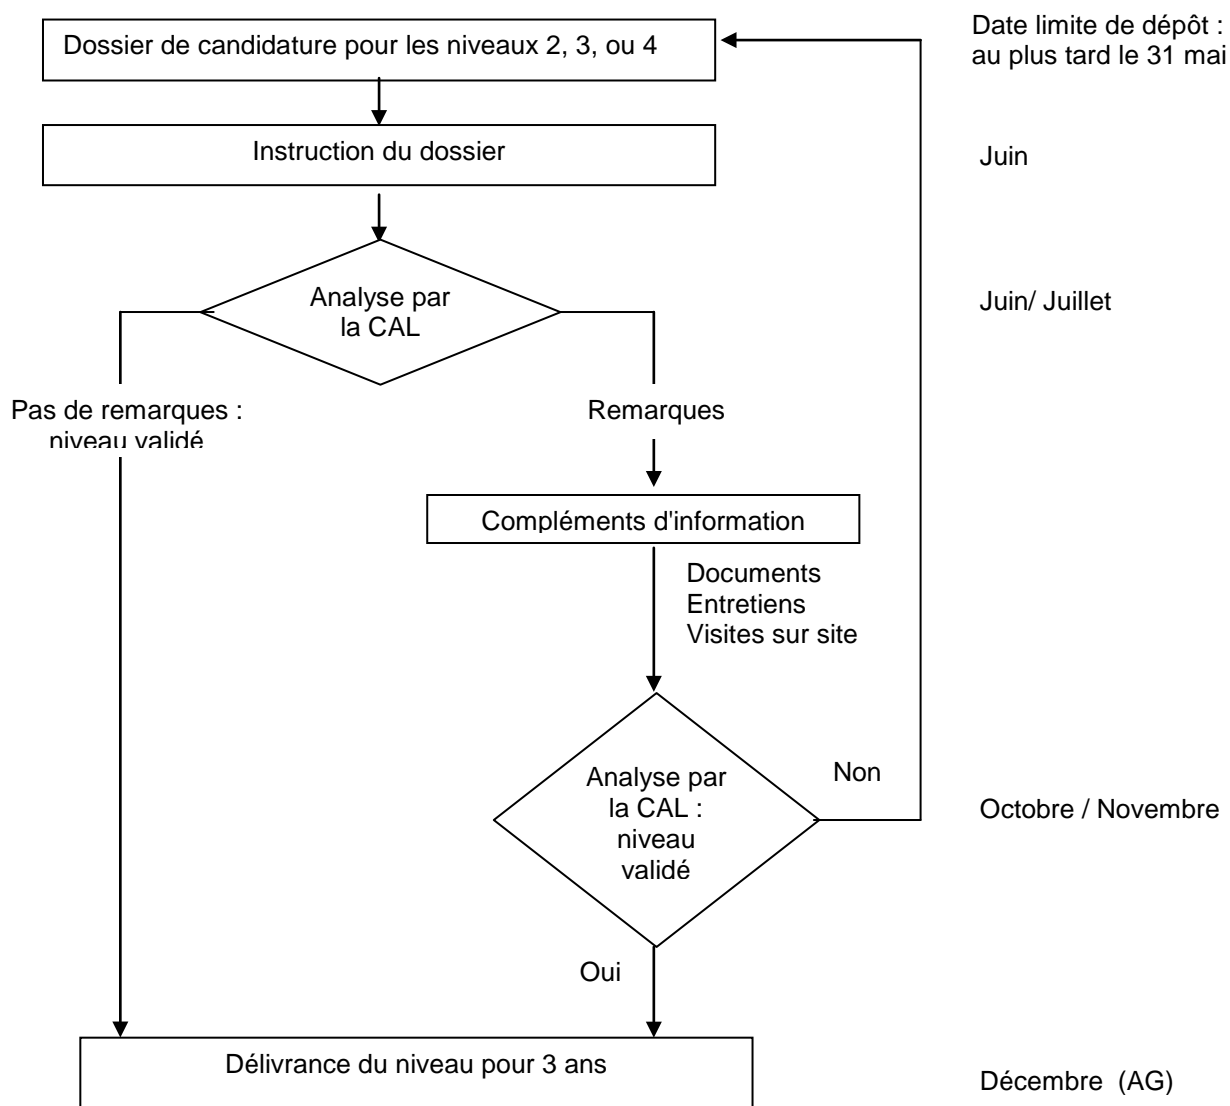 Dossier de candidature pour les niveaux 2, 3, ou 4
Date limite de dépôt :
au plus tard le 31 mai
Instruction du dossier
Juin
Analyse par
la CAL
Juin/ Juillet
Pas de remarques :
niveau validé
Remarques
Compléments d'information
Documents
Entretiens
Visites sur site
Analyse par
la CAL :
niveau
validé
Non
Octobre / Novembre
Oui
Délivrance du niveau pour 3 ans
Décembre (AG)